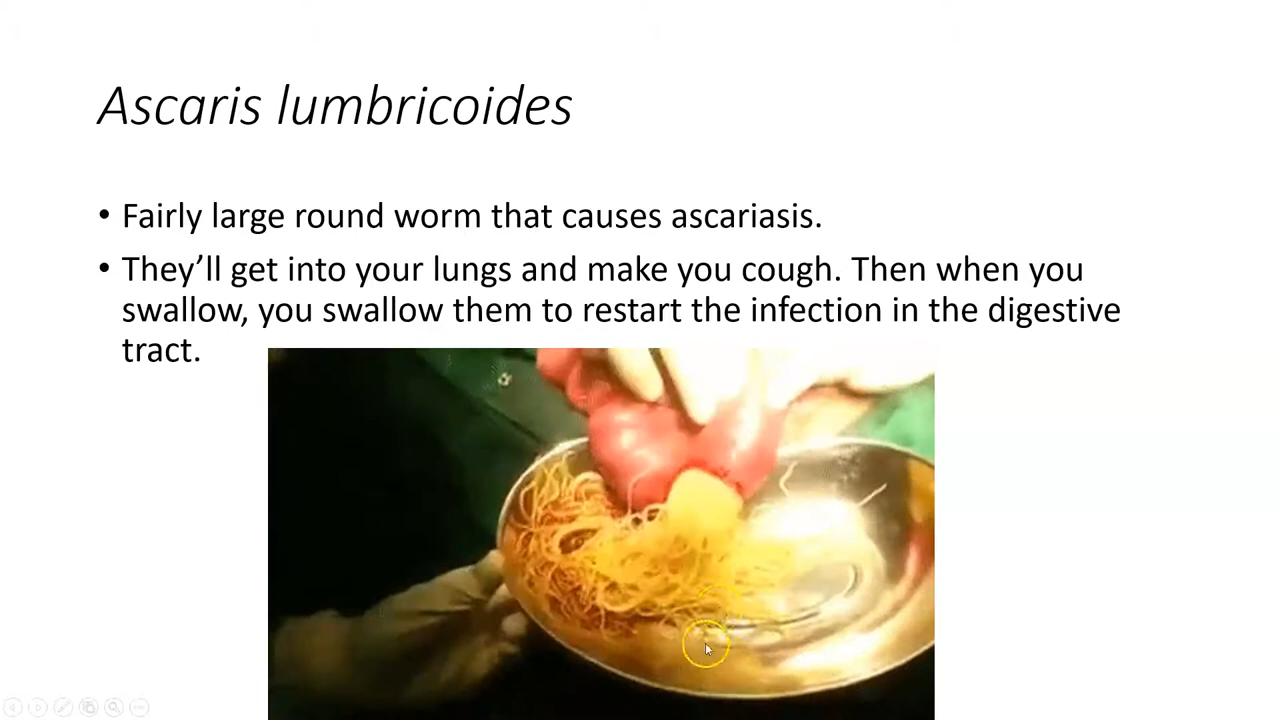 Ascaris lumbricoides
• Fairly large round worm that causes ascariasis.
• They’ll get into your lungs and make you cough. Then when you
swallow, you swallow them to restart the infection in the digestive
tract.